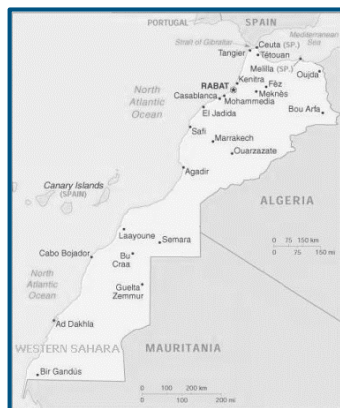 PORTUGAL
SPAIN
Strait of Gibraltar
Mediterranean
Sea
Ceuta (SP.)
Tangier
Tétouan
Melilla (SP.)
Oujda
Kenitra
RABAT
Fèz
Casablanca
Meknès
Mohammedia
North
Atlantic
Ocean
El Jadida
Bou Arfa
Safi
Marrakech
Ouarzazate
Agadir
Canary Islands
(SPAIN)
ALGERIA
Laayoune
Semara
0 75 150 km
0 75 150 mi
Cabo Bojador
Bu
Craa
North
Atlantic
Ocean
Guelta
Zemmur
Ad Dakhla
WESTERN SAHARA
MAURITANIA
Bir Gandús
0 100 200 km
0 100 200 mi